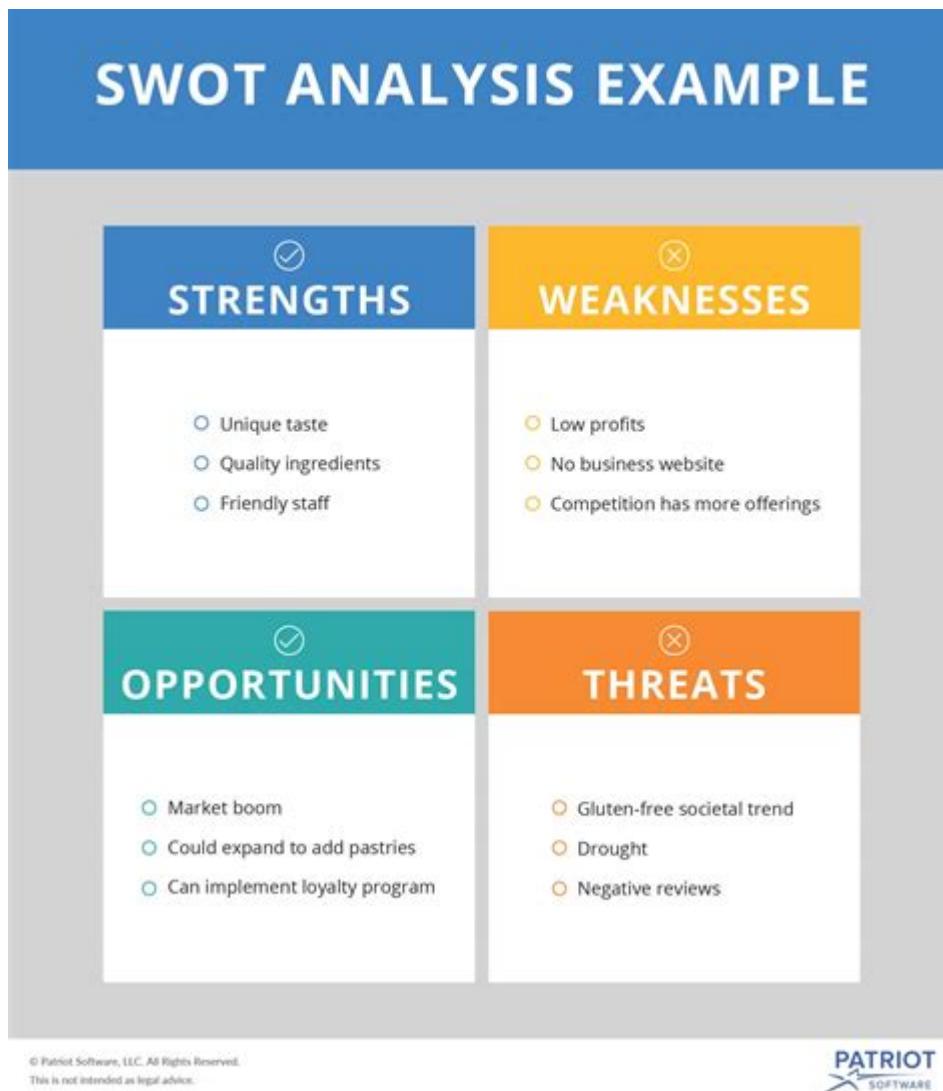 SWOT ANALYSIS EXAMPLE
STRENGTHS
Unique taste
Quality ingredients
Friendly staff
WEAKNESSES
Low profits
No business website
Competition has more offerings
OPPORTUNITIES
Market boom
Could expand to add pastries
Can implement loyalty program
THREATS
Gluten-free societal trend
Drought
Negative reviews
© Patriot Software, LLC. All Rights Reserved.
This is not intended as legal advice.
PATRIOT
SOFTWARE